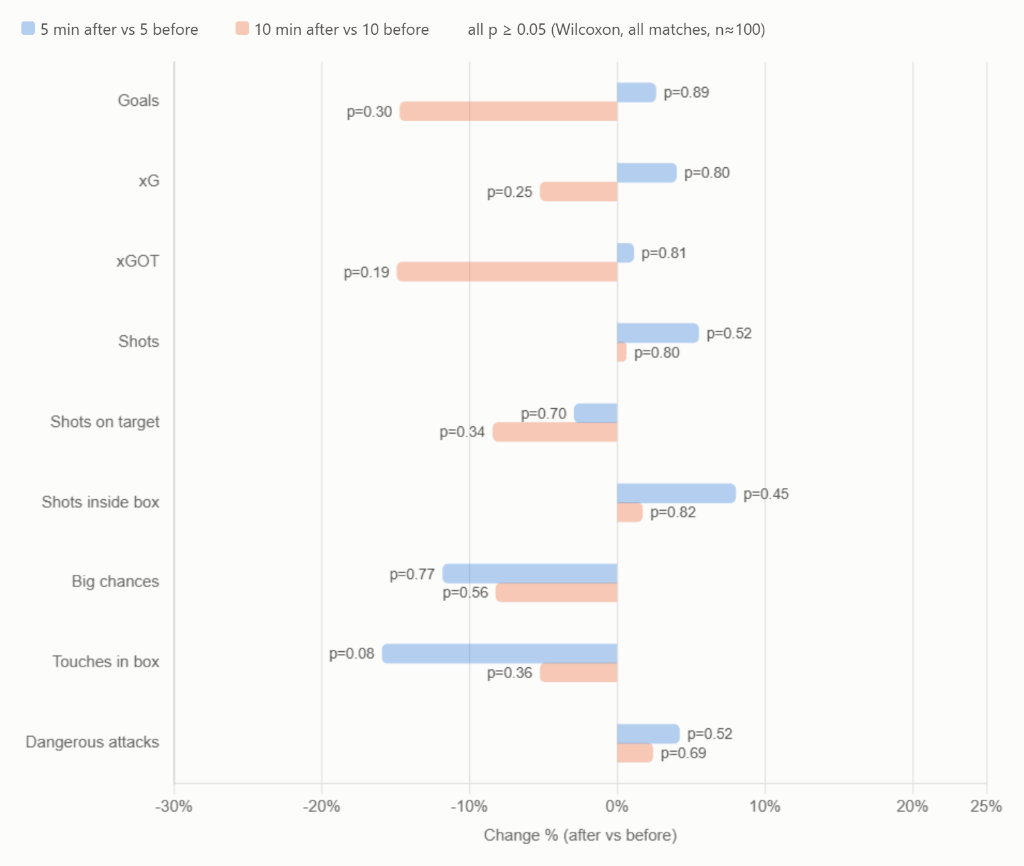 5 min after vs 5 before 10 min after vs 10 before all p ≥ 0.05 (Wilcoxon, all matches, n≈100)
Goals p=0.89
p=0.30
xG p=0.80
p=0.25
xGOT p=0.81
p=0.19
Shots p=0.52
p=0.80
Shots on target p=0.70
p=0.34
Shots inside box p=0.45
p=0.82
Big chances p=0.77
p=0.56
Touches in box p=0.08
p=0.36
Dangerous attacks p=0.52
p=0.69
-30% -20% -10% 0% 10% 20% 25%
Change % (after vs before)